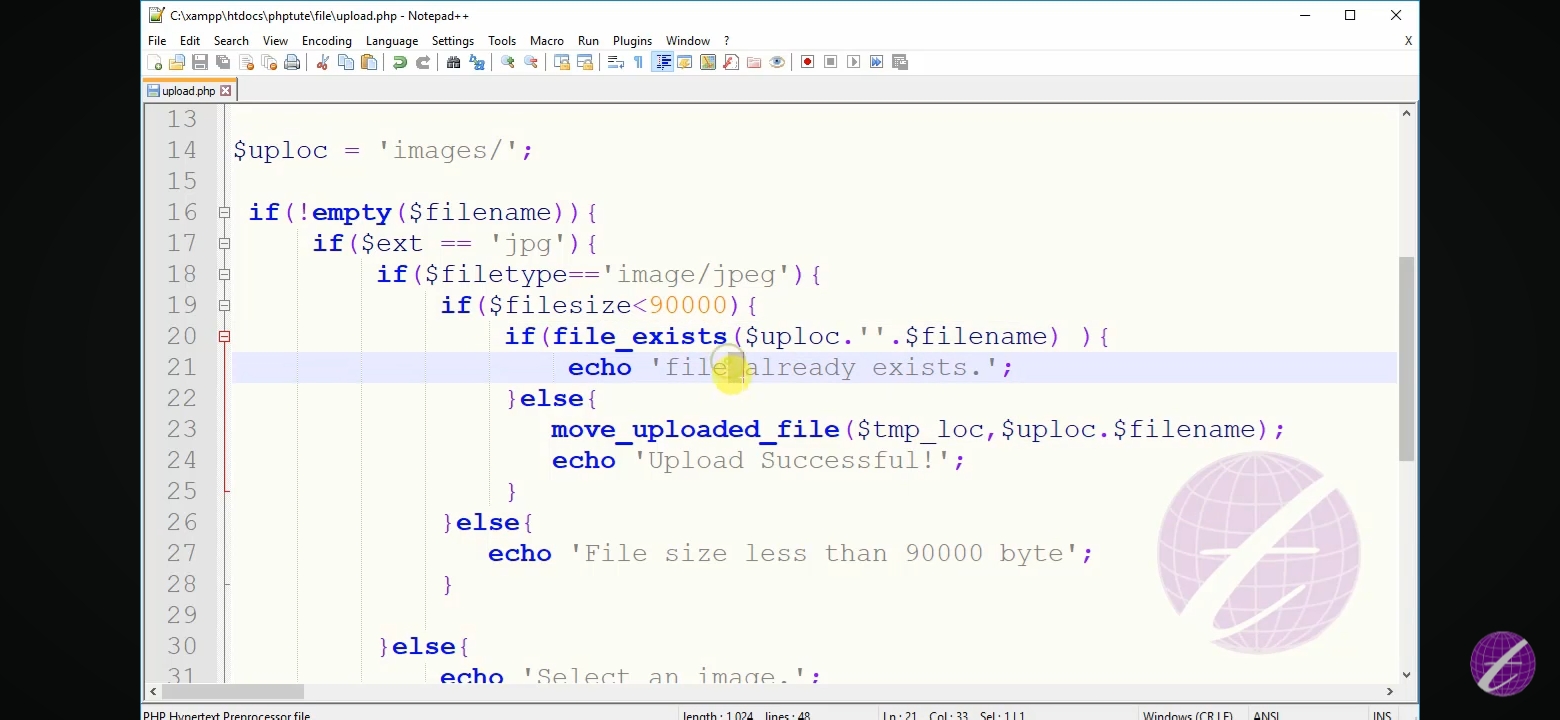 C:\xampp\htdocs\phptute\file\upload.php - Notepad++
File Edit Search View Encoding Language Settings Tools Macro Run Plugins Window ? X
upload.php
13
14 $uploc = 'images/';
15
16 if(!empty($filename)){
17 if($ext == 'jpg'){
18 if($filetype=='image/jpeg'){
19 if($filesize<90000){
20 if(file_exists($uploc.''.$filename) ){
21 echo 'file already exists.';
22 }else{
23 move_uploaded_file($tmp_loc,$uploc.$filename);
24 echo 'Upload Successful!';
25 }
26 }else{
27 echo 'File size less than 90000 byte';
28 }
29
30 }else{
31 echo 'Select an image.';
PHP Hypertext Preprocessor file length : 1,024 lines : 48 Ln : 21 Col : 33 Sel : 1 | 1 Windows (CR LF) ANSI INS